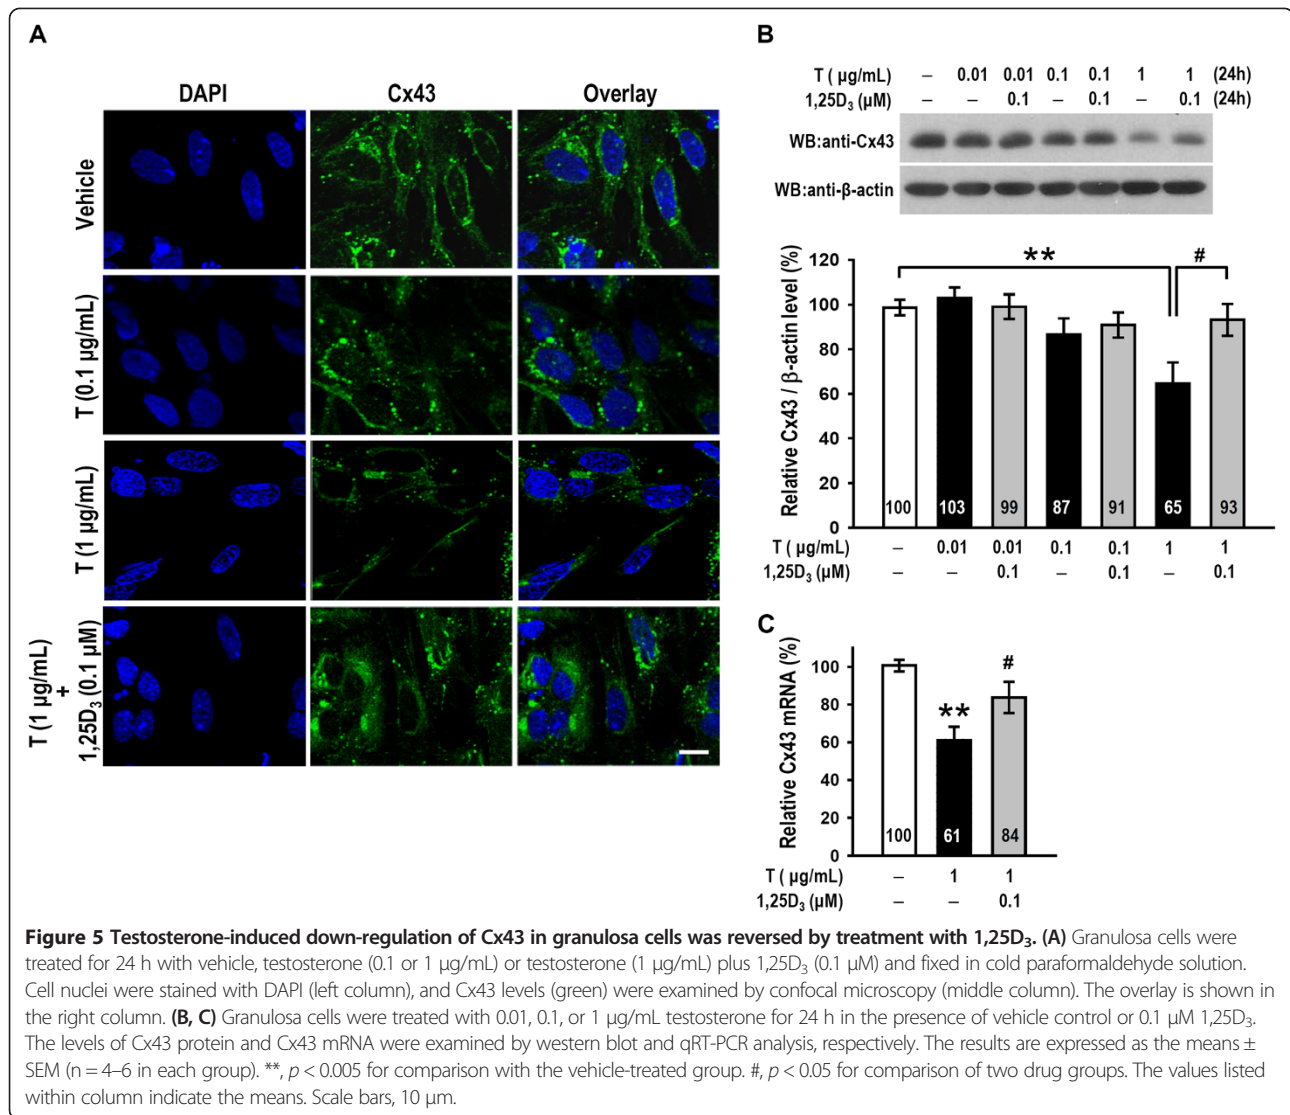 A
DAPI Cx43 Overlay
Vehicle
T (0.1 µg/mL)
T (1 µg/mL)
T (1 µg/mL)
+
1,25D₃ (0.1 µM)
B
T ( µg/mL) – 0.01 0.01 0.1 0.1 1 1 (24h)
1,25D₃ (µM) – – 0.1 – 0.1 – 0.1 (24h)
WB:anti-Cx43
WB:anti-β-actin
Relative Cx43 / β-actin level (%)
120
100
80
60
40
20
0
** #
100 103 99 87 91 65 93
T ( µg/mL) – 0.01 0.01 0.1 0.1 1 1
1,25D₃ (µM) – – 0.1 – 0.1 – 0.1
C
Relative Cx43 mRNA (%)
100
80
60
40
20
0
** #
100 61 84
T ( µg/mL) – 1 1
1,25D₃ (µM) – – 0.1
Figure 5 Testosterone-induced down-regulation of Cx43 in granulosa cells was reversed by treatment with 1,25D₃. (A) Granulosa cells were
treated for 24 h with vehicle, testosterone (0.1 or 1 µg/mL) or testosterone (1 µg/mL) plus 1,25D₃ (0.1 µM) and fixed in cold paraformaldehyde solution.
Cell nuclei were stained with DAPI (left column), and Cx43 levels (green) were examined by confocal microscopy (middle column). The overlay is shown in
the right column. (B, C) Granulosa cells were treated with 0.01, 0.1, or 1 µg/mL testosterone for 24 h in the presence of vehicle control or 0.1 µM 1,25D₃.
The levels of Cx43 protein and Cx43 mRNA were examined by western blot and qRT-PCR analysis, respectively. The results are expressed as the means ±
SEM (n = 4–6 in each group). **, p < 0.005 for comparison with the vehicle-treated group. #, p < 0.05 for comparison of two drug groups. The values listed
within column indicate the means. Scale bars, 10 µm.